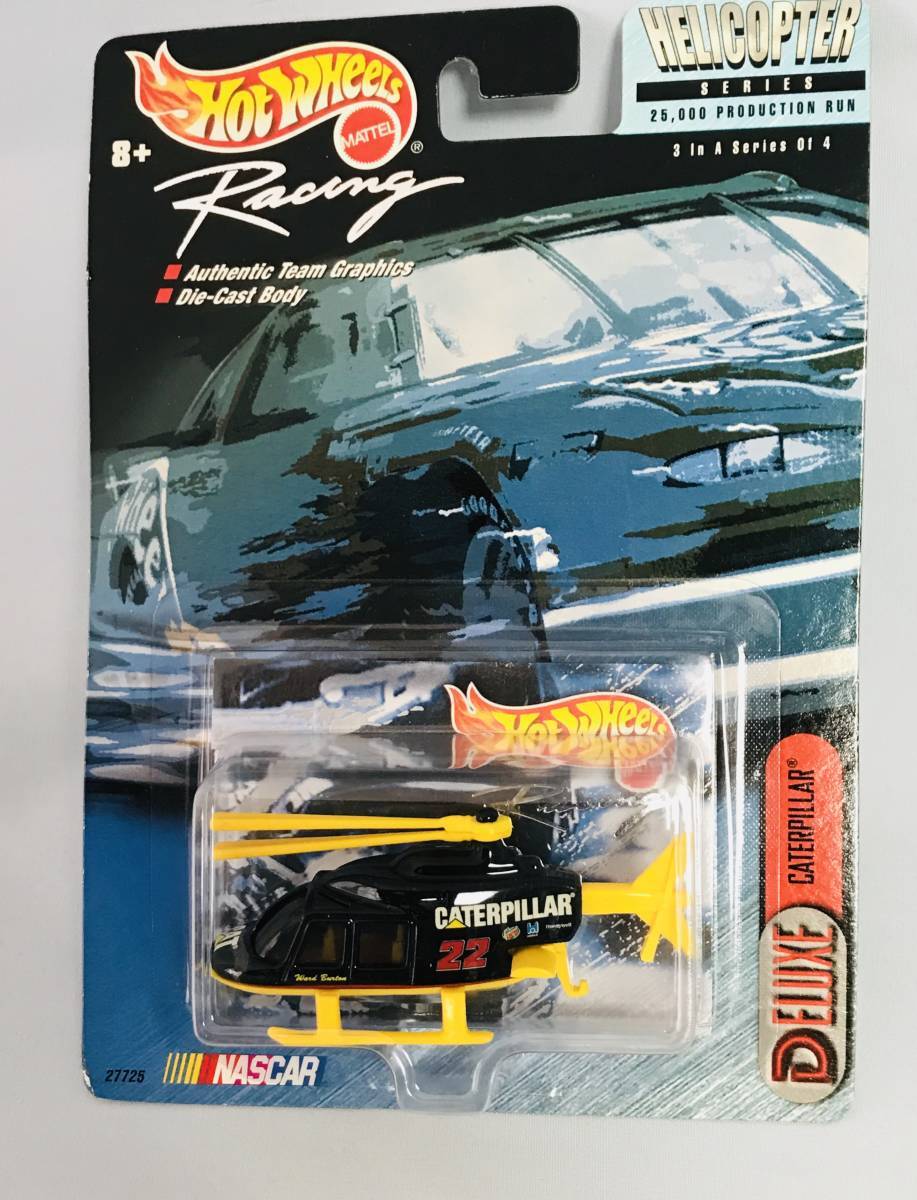 HELICOPTER
SERIES
25,000 PRODUCTION RUN
3 In A Series Of 4
Hot Wheels
MATTEL
®
8+
Racing
Authentic Team Graphics
Die-Cast Body
Hot Wheels
CATERPILLAR
22
Ward Burton
CATERPILLAR®
DELUXE
27725
NASCAR